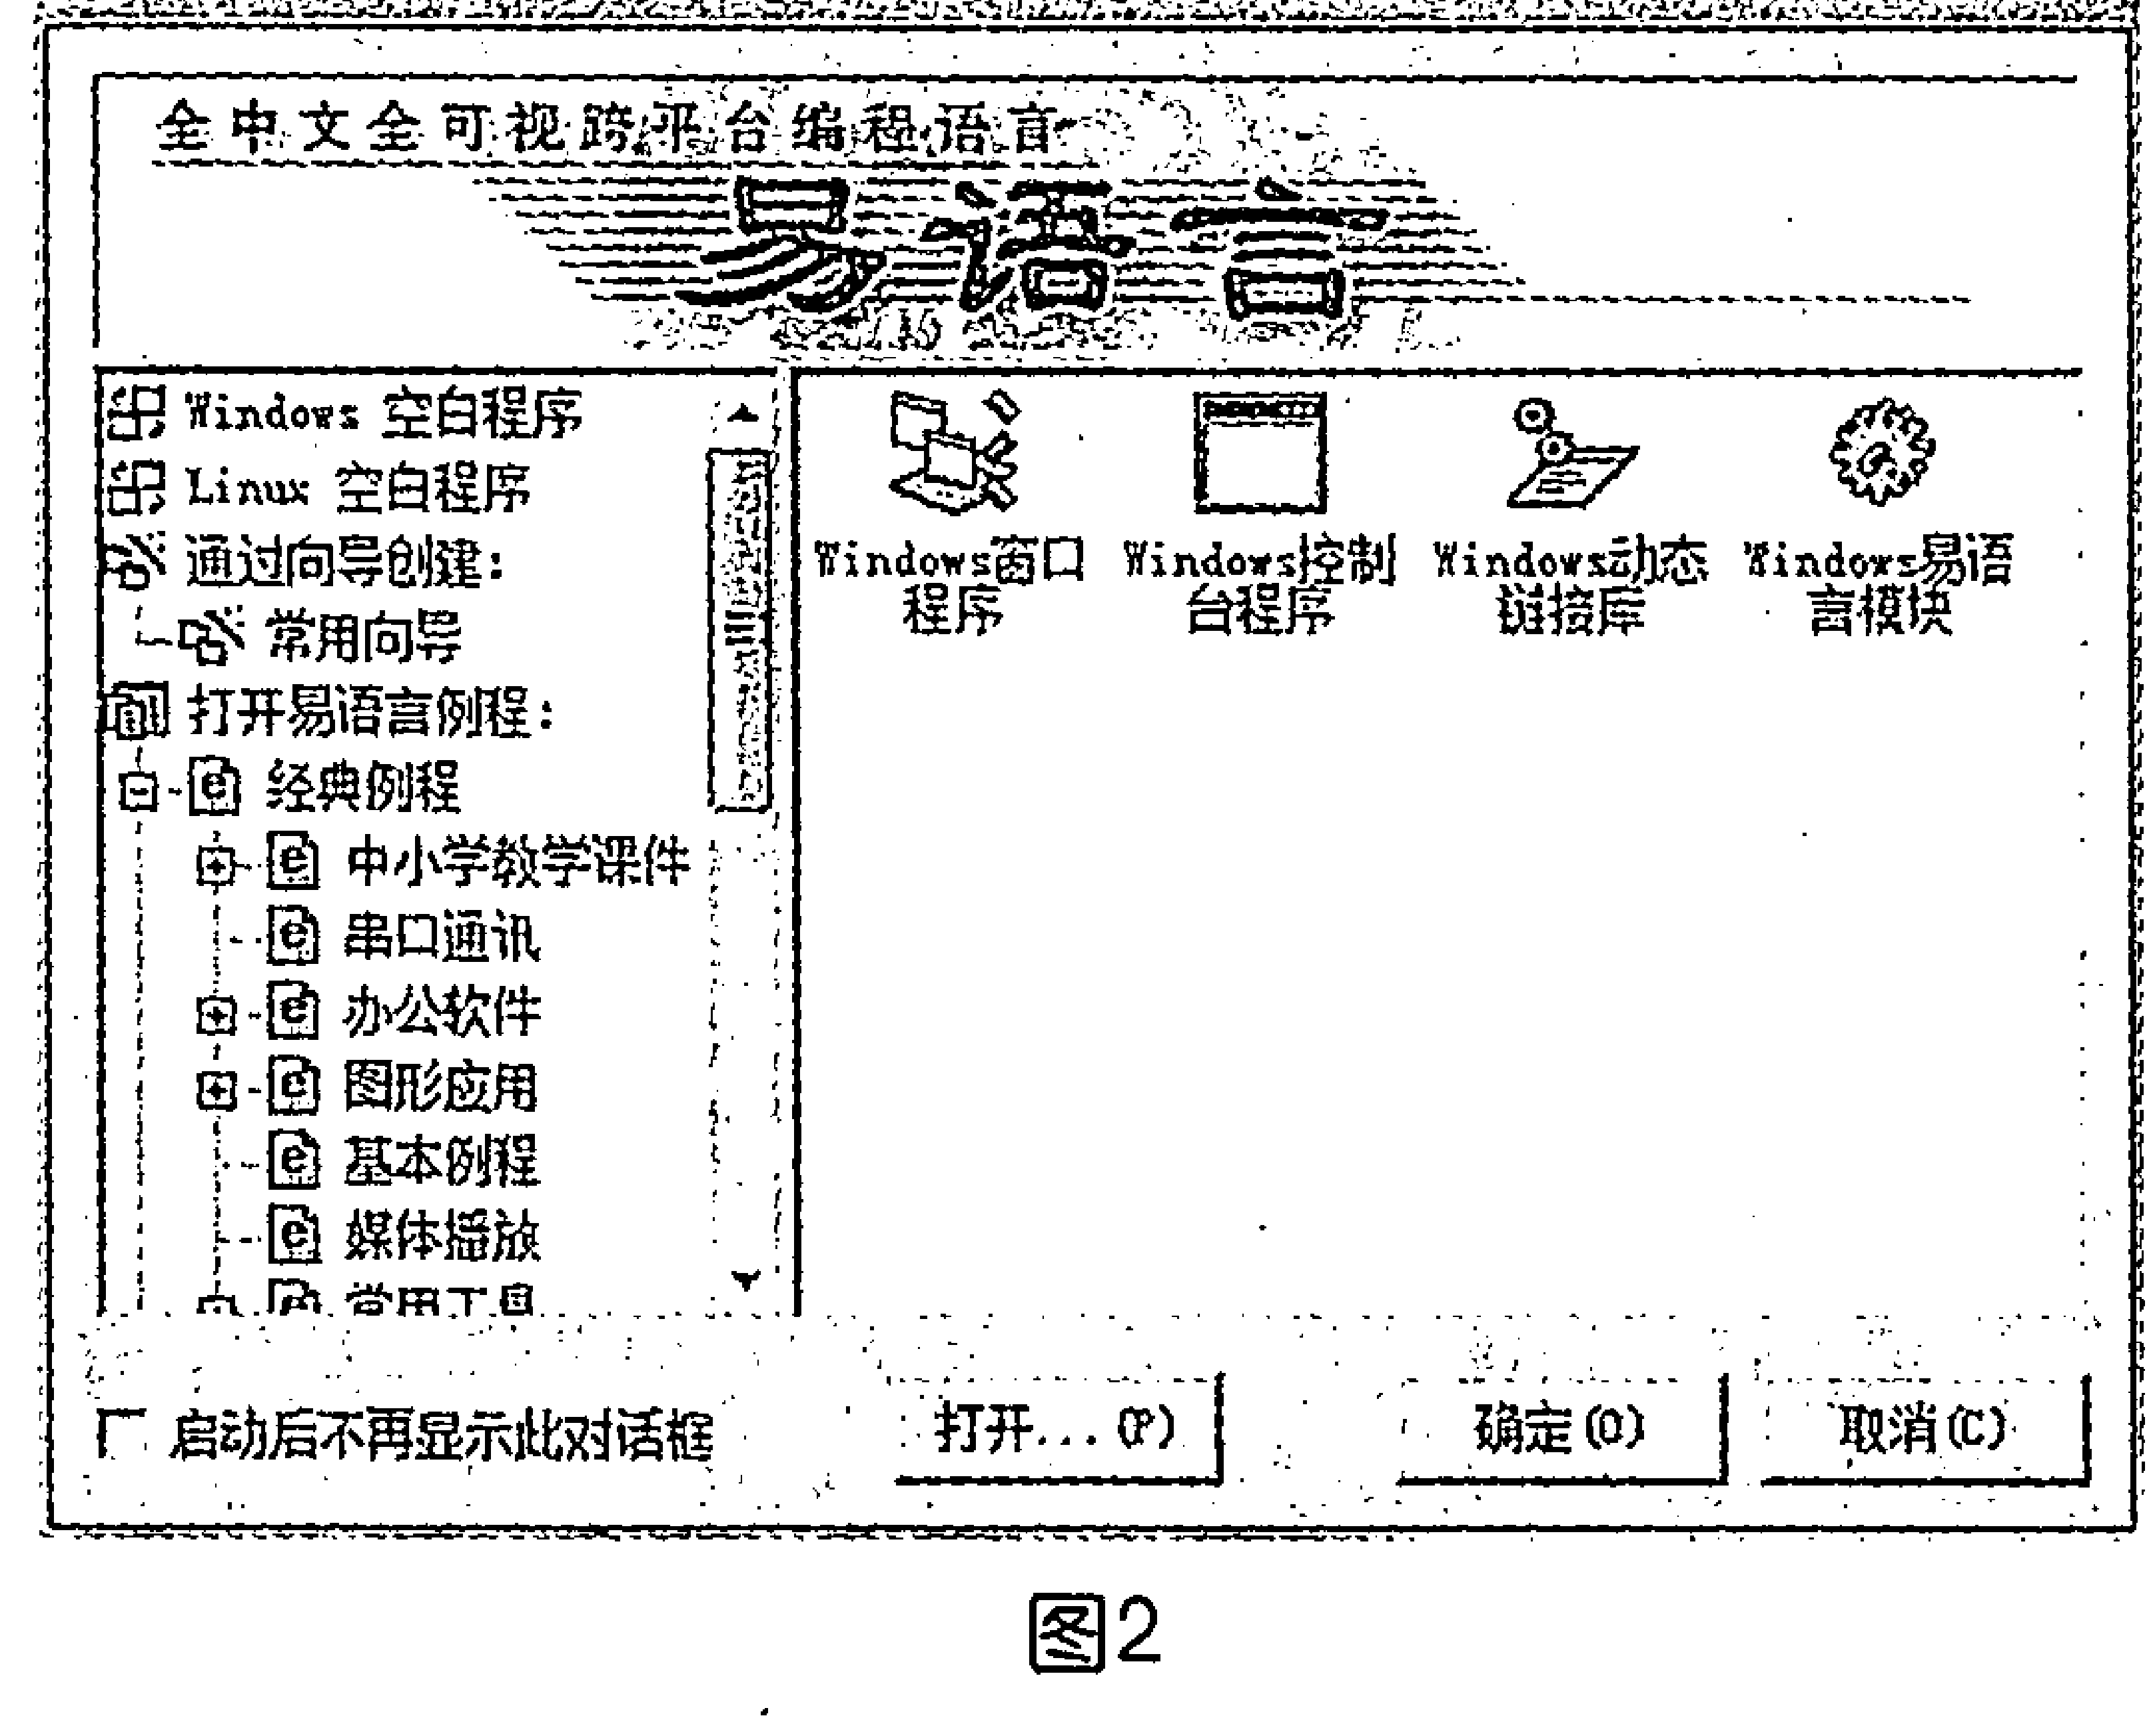 全中文全可视跨平台编程语言
易语言
Windows 空白程序
Linux 空白程序
通过向导创建:
常用向导
打开易语言例程:
经典例程
中小学教学课件
串口通讯
办公软件
图形应用
基本例程
媒体播放
常用工具
Windows窗口
程序
Windows控制
台程序
Windows动态
链接库
Windows易语
言模块
启动后不再显示此对话框
打开...(P)
确定(O)
取消(C)
图2